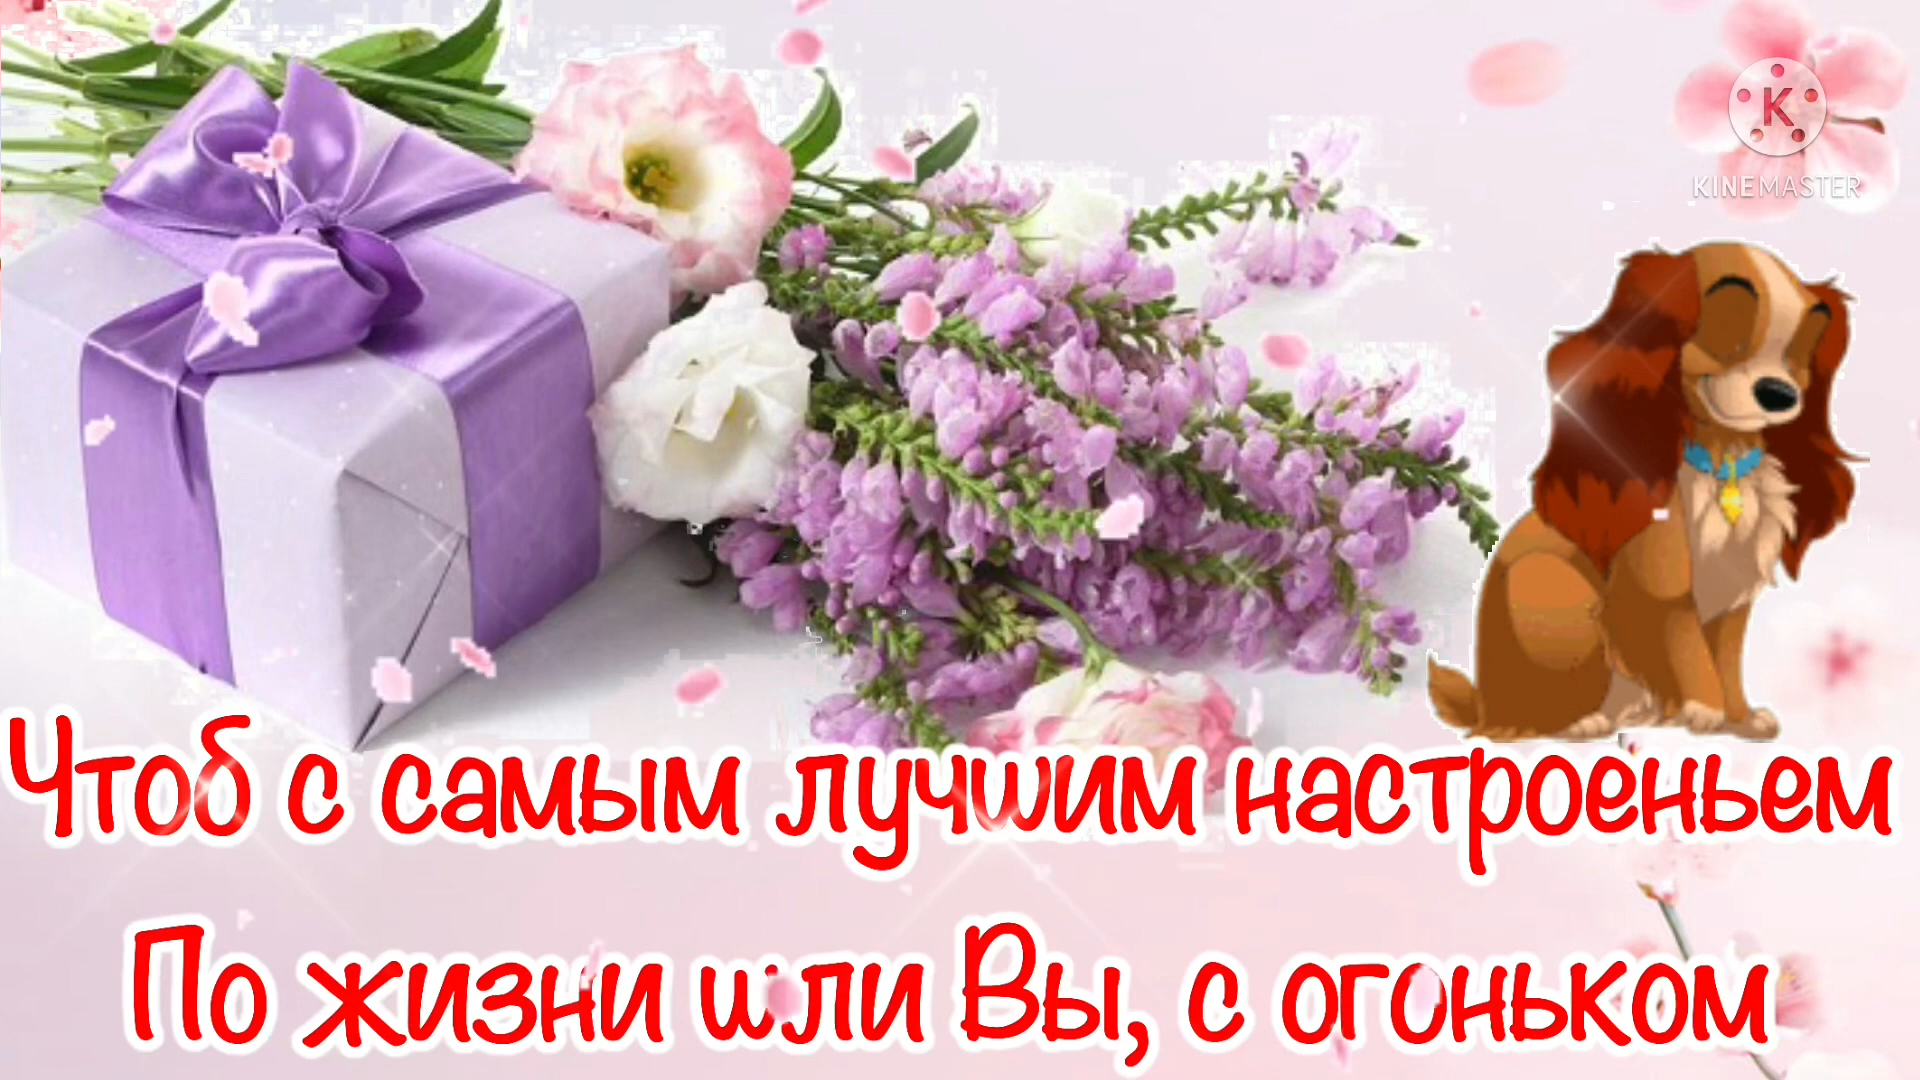 KINEMASTER
Чтоб с самым лучшим настроеньем
По жизни шли Вы, с огоньком